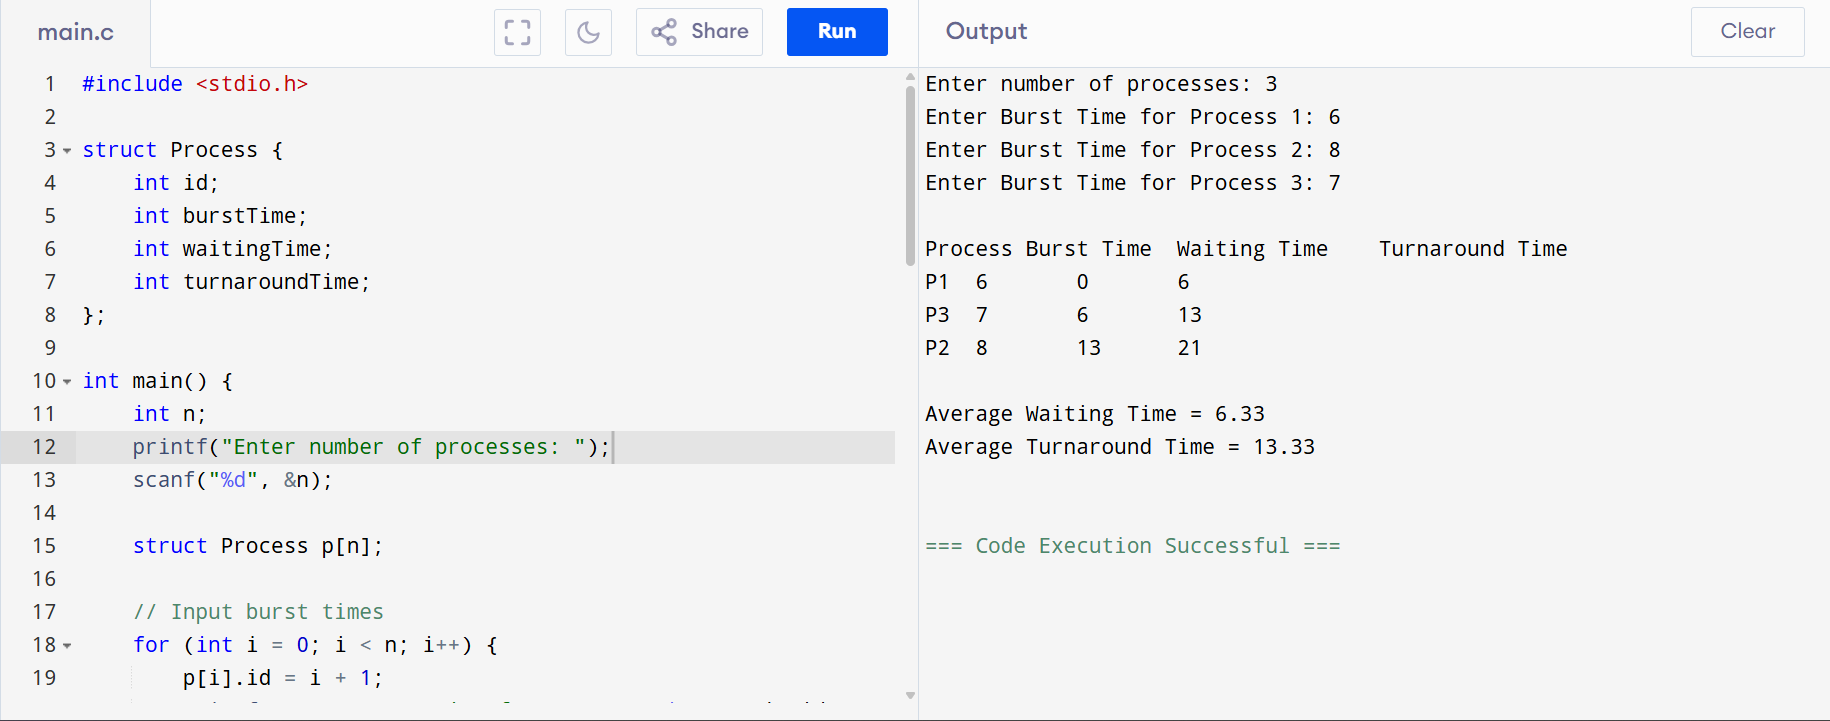 main.c
Share
Run
Output
Clear
1 #include <stdio.h>
2
3 struct Process {
4 int id;
5 int burstTime;
6 int waitingTime;
7 int turnaroundTime;
8 };
9
10 int main() {
11 int n;
12 printf("Enter number of processes: ");
13 scanf("%d", &n);
14
15 struct Process p[n];
16
17 // Input burst times
18 for (int i = 0; i < n; i++) {
19 p[i].id = i + 1;
Enter number of processes: 3
Enter Burst Time for Process 1: 6
Enter Burst Time for Process 2: 8
Enter Burst Time for Process 3: 7
Process Burst Time Waiting Time Turnaround Time
P1 6 0 6
P3 7 6 13
P2 8 13 21
Average Waiting Time = 6.33
Average Turnaround Time = 13.33
=== Code Execution Successful ===